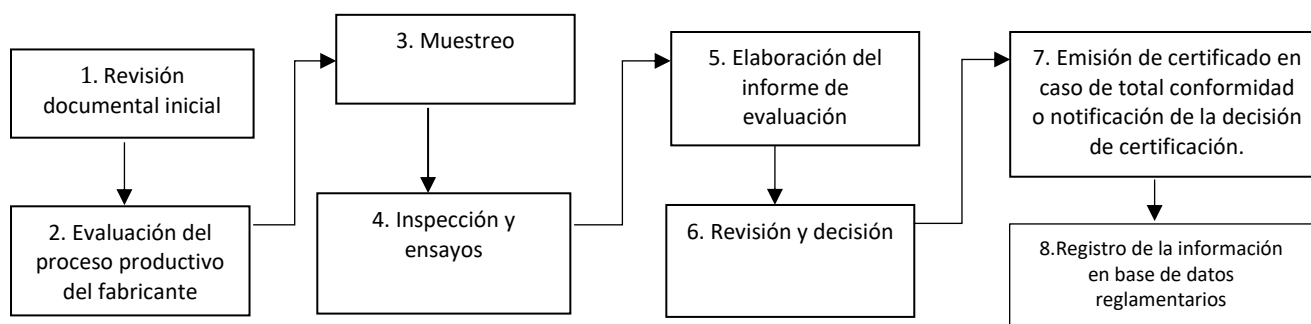 1. Revisión
documental inicial
2. Evaluación del
proceso productivo
del fabricante
3. Muestreo
4. Inspección y
ensayos
5. Elaboración del
informe de
evaluación
6. Revisión y decisión
7. Emisión de certificado en
caso de total conformidad
o notificación de la decisión
de certificación.
8.Registro de la información
en base de datos
reglamentarios